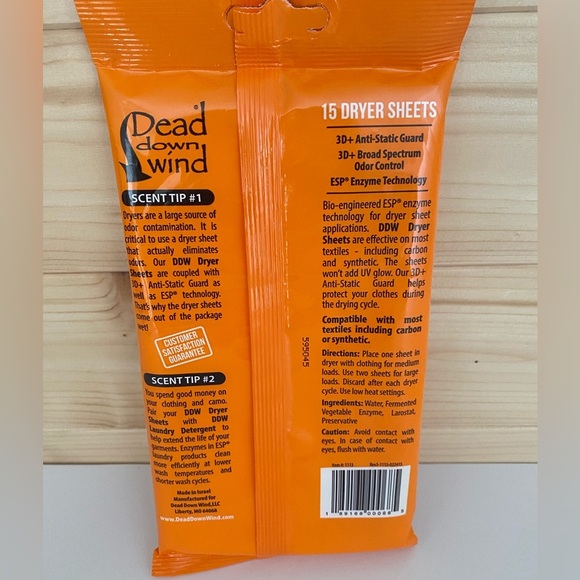 Dead
down
wind
SCENT TIP #1
Dryers are a large source of
odor contamination. It is
critical to use a dryer sheet
that actually eliminates
odors. Our DDW Dryer
Sheets are coupled with
3D+ Anti-Static Guard as
well as ESP® technology.
That's why the dryer sheets
come out of the package
wet!
CUSTOMER
SATISFACTION
GUARANTEE
SCENT TIP #2
You spend good money on
your clothing and camo.
Pair your DDW Dryer
Sheets with DDW
Laundry Detergent to
help extend the life of your
garments. Enzymes in ESP®
laundry products clean
more efficiently at lower
wash temperatures and
shorter wash cycles.
Made in Israel
Manufactured for
Dead Down Wind,LLC
Liberty, MO 64068
www.DeadDownWind.com
595045
15 DRYER SHEETS
3D+ Anti-Static Guard
3D+ Broad Spectrum
Odor Control
ESP® Enzyme Technology
Bio-engineered ESP® enzyme
technology for dryer sheet
applications. DDW Dryer
Sheets are effective on most
textiles - including carbon
and synthetic. The sheets
won't add UV glow. Our 3D+
Anti-Static Guard helps
protect your clothes during
the drying cycle.
Compatible with most
textiles including carbon
or synthetic.
Directions: Place one sheet in
dryer with clothing for medium
loads. Use two sheets for large
loads. Discard after each dryer
cycle. Use low heat settings.
Ingredients: Water, Fermented
Vegetable Enzyme, Larostat,
Preservative
Caution: Avoid contact with
eyes. In case of contact with
eyes, flush with water.